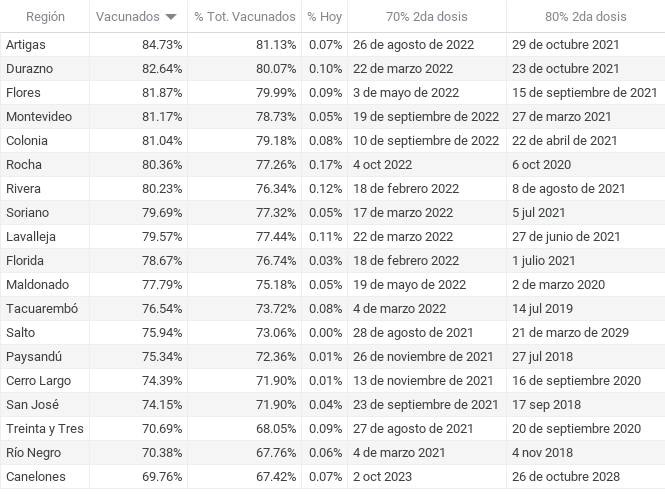 Región Vacunados % Tot. Vacunados % Hoy 70% 2da dosis 80% 2da dosis
Artigas 84.73% 81.13% 0.07% 26 de agosto de 2022 29 de octubre 2021
Durazno 82.64% 80.07% 0.10% 22 de marzo de 2022 23 de octubre 2021
Flores 81.87% 79.99% 0.09% 3 de mayo de 2022 15 de septiembre de 2021
Montevideo 81.17% 78.73% 0.05% 19 de septiembre de 2022 27 de marzo 2021
Colonia 81.04% 79.18% 0.08% 10 de septiembre de 2022 22 de abril de 2021
Rocha 80.36% 77.26% 0.17% 4 oct 2022 6 oct 2020
Rivera 80.23% 76.34% 0.12% 18 de febrero 2022 8 de agosto de 2021
Soriano 79.69% 77.32% 0.05% 17 de marzo 2022 5 jul 2021
Lavalleja 79.57% 77.44% 0.11% 22 de marzo de 2022 27 de junio de 2021
Florida 78.67% 76.74% 0.03% 18 de febrero 2022 1 julio 2021
Maldonado 77.79% 75.18% 0.05% 19 de mayo de 2022 2 de marzo 2020
Tacuarembó 76.54% 73.72% 0.08% 4 de marzo 2022 14 jul 2019
Salto 75.94% 73.06% 0.00% 28 de agosto de 2021 21 de marzo de 2029
Paysandú 75.34% 72.36% 0.01% 26 de noviembre de 2021 27 jul 2018
Cerro Largo 74.39% 71.90% 0.01% 13 de noviembre de 2021 16 de septiembre 2020
San José 74.15% 71.90% 0.04% 23 de septiembre de 2021 17 sep 2018
Treinta y Tres 70.69% 68.05% 0.09% 27 de agosto de 2021 20 de septiembre 2020
Río Negro 70.38% 67.76% 0.06% 4 de marzo 2021 4 nov 2018
Canelones 69.76% 67.42% 0.07% 2 oct 2023 26 de octubre 2028